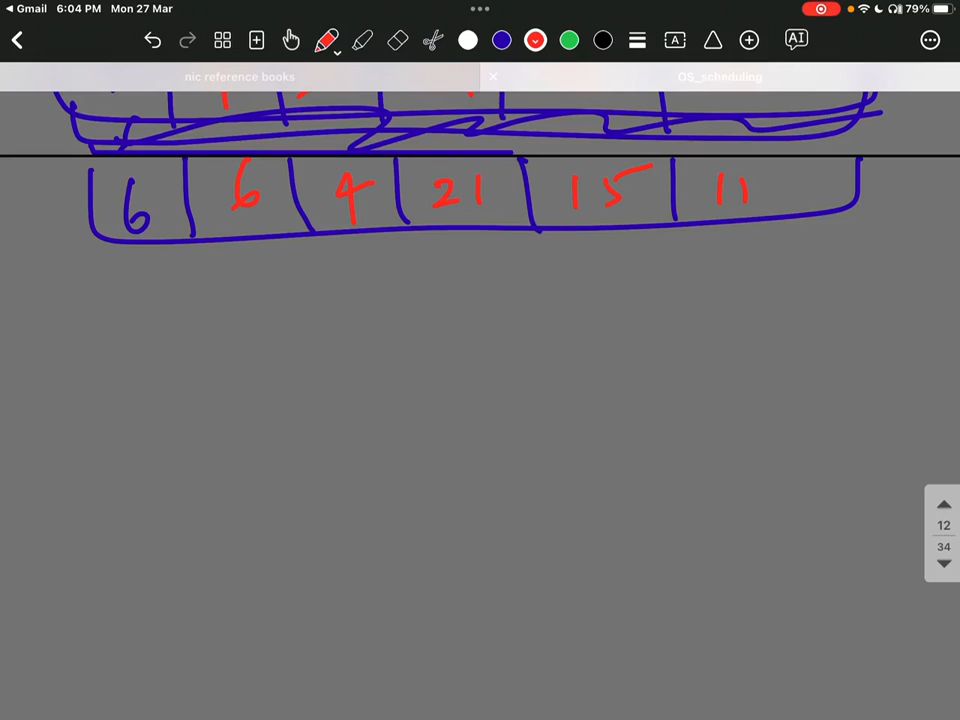 Gmail 6:04 PM Mon 27 Mar 79%
A AI
nic reference books OS_scheduling
6 6 4 21 15 11
12
34